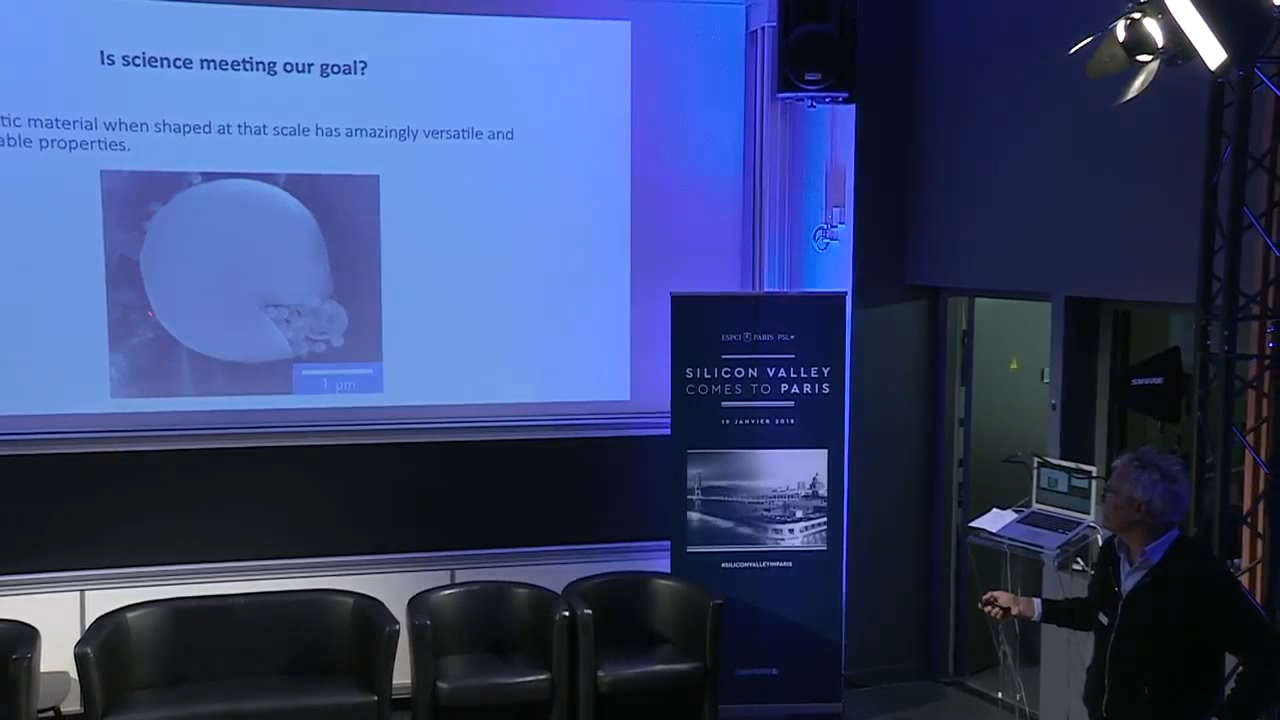 Is science meeting our goal?
tic material when shaped at that scale has amazingly versatile and
able properties.
1 µm
ESPCI PARIS PSL
SILICON VALLEY
COMES TO PARIS
19 JANVIER 2018
#SILICONVALLEYINPARIS
SHURE